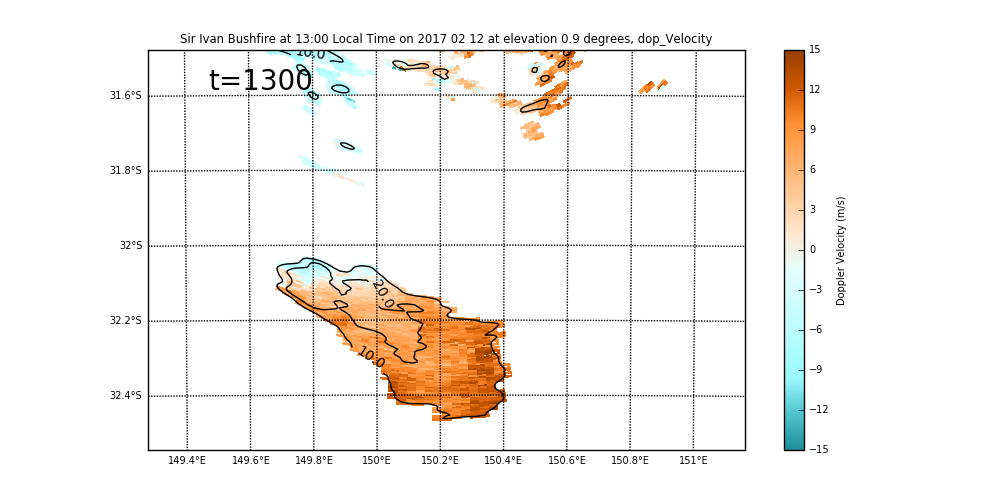 Sir Ivan Bushfire at 13:00 Local Time on 2017 02 12 at elevation 0.9 degrees, dop_Velocity
t=1300
10.0
20.0
10.0
31.6°S
31.8°S
32°S
32.2°S
32.4°S
149.4°E 149.6°E 149.8°E 150°E 150.2°E 150.4°E 150.6°E 150.8°E 151°E
15
12
9
6
3
0
−3
−6
−9
−12
−15
Doppler Velocity (m/s)